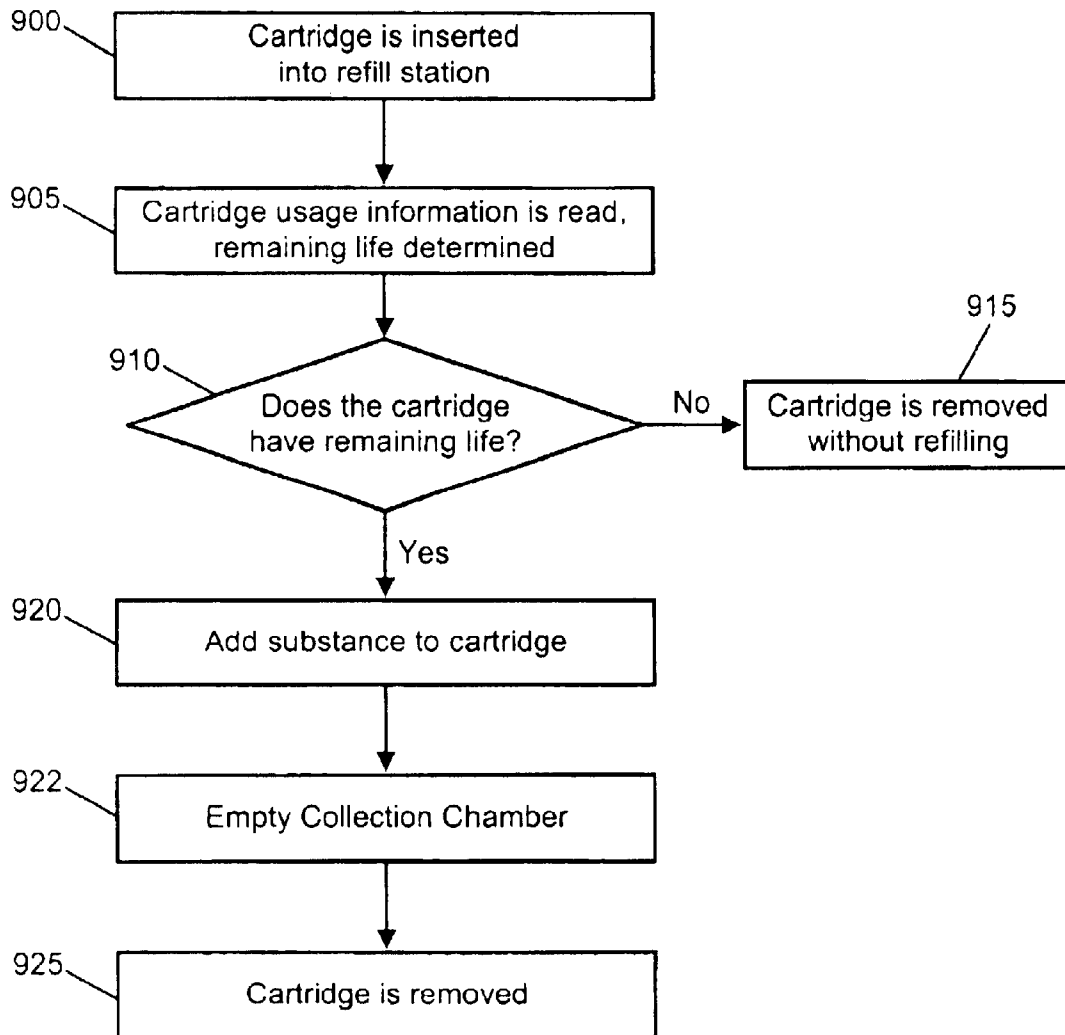 900
Cartridge is inserted
into refill station
905
Cartridge usage information is read,
remaining life determined
910
Does the cartridge
have remaining life?
No
915
Cartridge is removed
without refilling
Yes
920
Add substance to cartridge
922
Empty Collection Chamber
925
Cartridge is removed